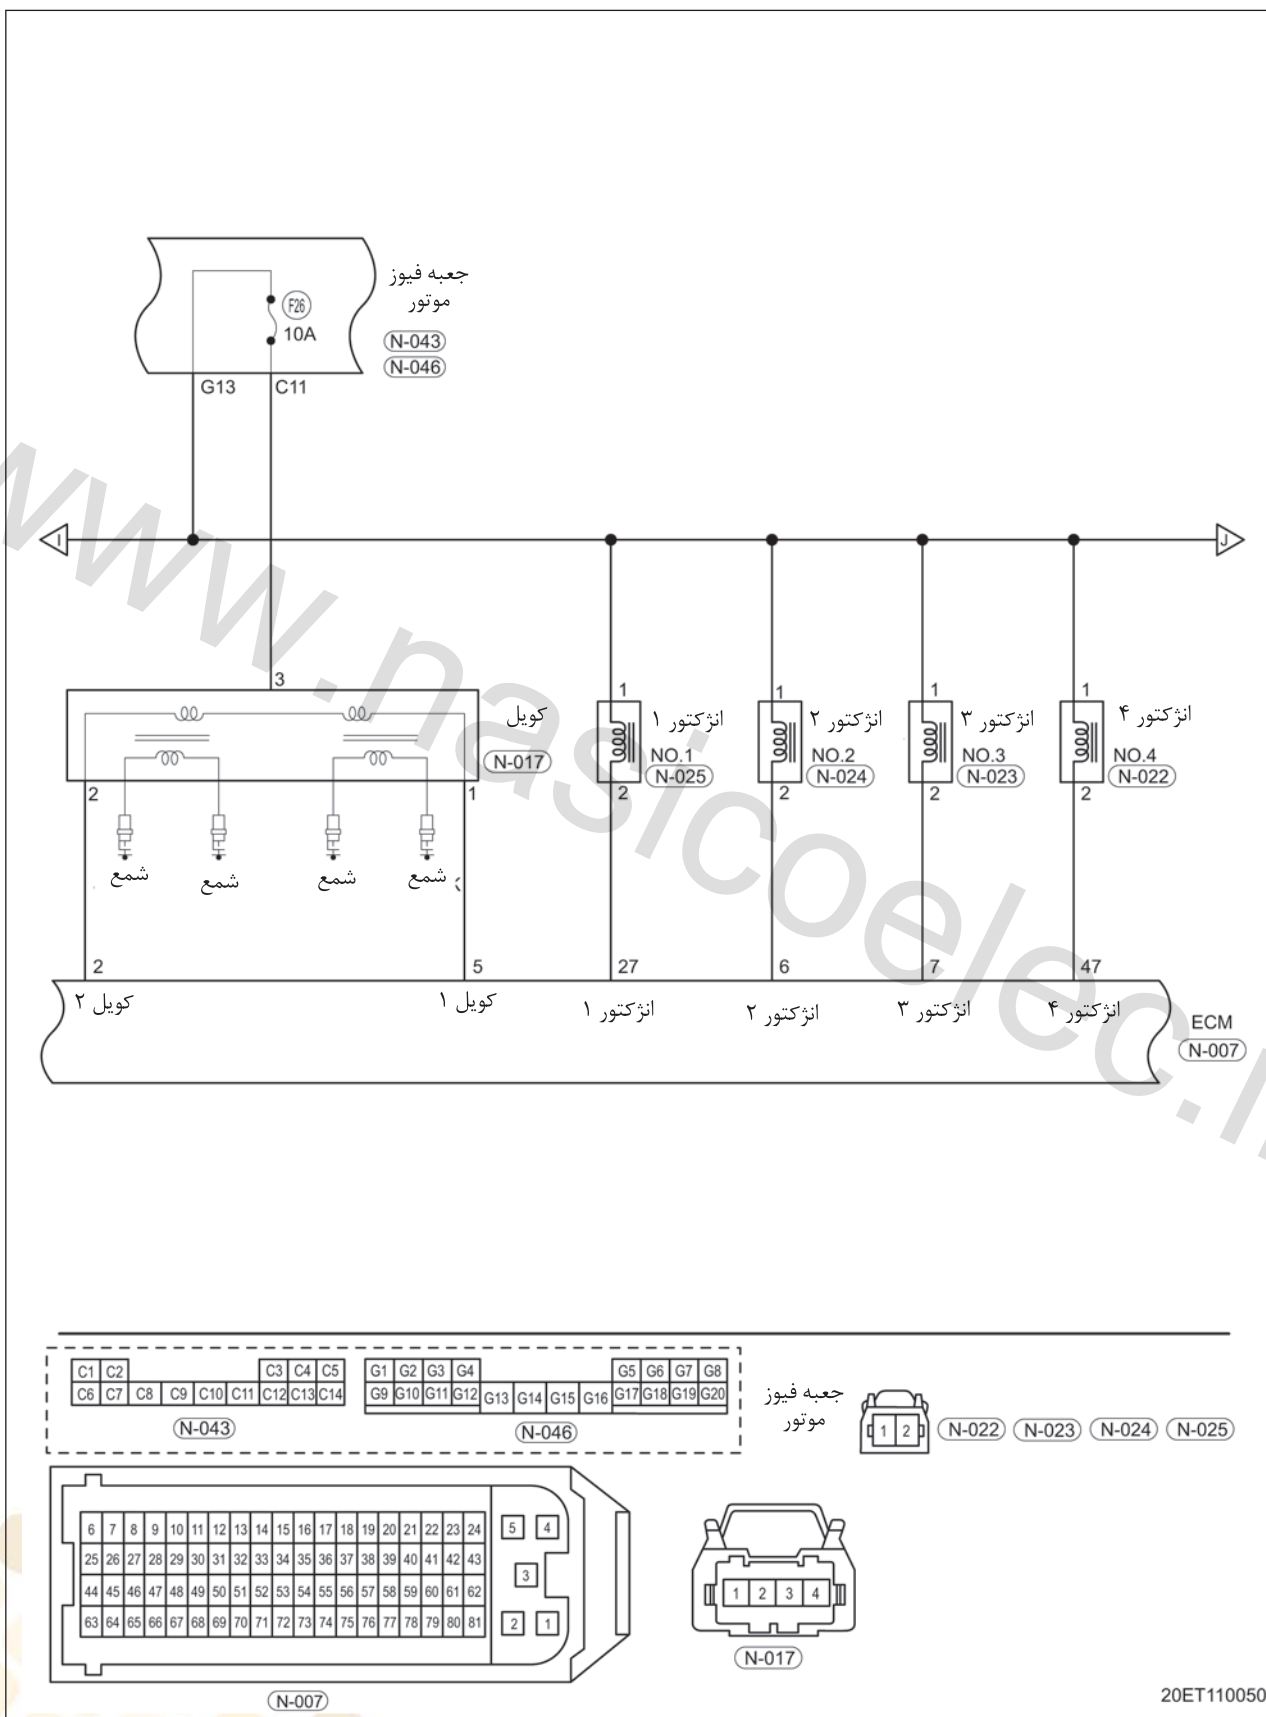 جعبه فیوز
موتور
F26
10A
N-043
N-046
G13
C11
I
J
3
کویل
N-017
2
1
شمع
شمع
شمع
شمع
1
انژکتور ۱
NO.1
N-025
2
1
انژکتور ۲
NO.2
N-024
2
1
انژکتور ۳
NO.3
N-023
2
1
انژکتور ۴
NO.4
N-022
2
2
5
27
6
7
47
کویل ۲
کویل ۱
انژکتور ۱
انژکتور ۲
انژکتور ۳
انژکتور ۴
ECM
N-007
www.nasicoelec.
C1 C2 C3 C4 C5
C6 C7 C8 C9 C10 C11 C12 C13 C14
N-043
G1 G2 G3 G4 G5 G6 G7 G8
G9 G10 G11 G12 G13 G14 G15 G16 G17 G18 G19 G20
N-046
جعبه فیوز
موتور
1 2
N-022 N-023 N-024 N-025
6 7 8 9 10 11 12 13 14 15 16 17 18 19 20 21 22 23 24
25 26 27 28 29 30 31 32 33 34 35 36 37 38 39 40 41 42 43
44 45 46 47 48 49 50 51 52 53 54 55 56 57 58 59 60 61 62
63 64 65 66 67 68 69 70 71 72 73 74 75 76 77 78 79 80 81
5 4
3
2 1
N-007
1 2 3 4
N-017
20ET110050